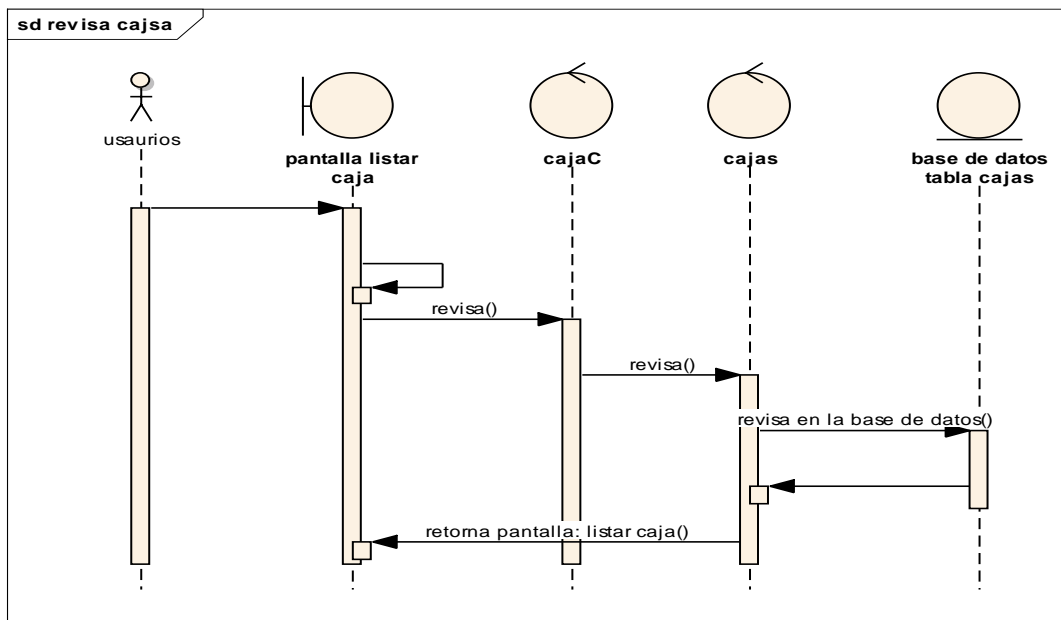 sd revisa cajsa
usaurios
pantalla listar
caja
cajaC
cajas
base de datos
tabla cajas
revisa()
revisa()
revisa en la base de datos()
retorna pantalla: listar caja()